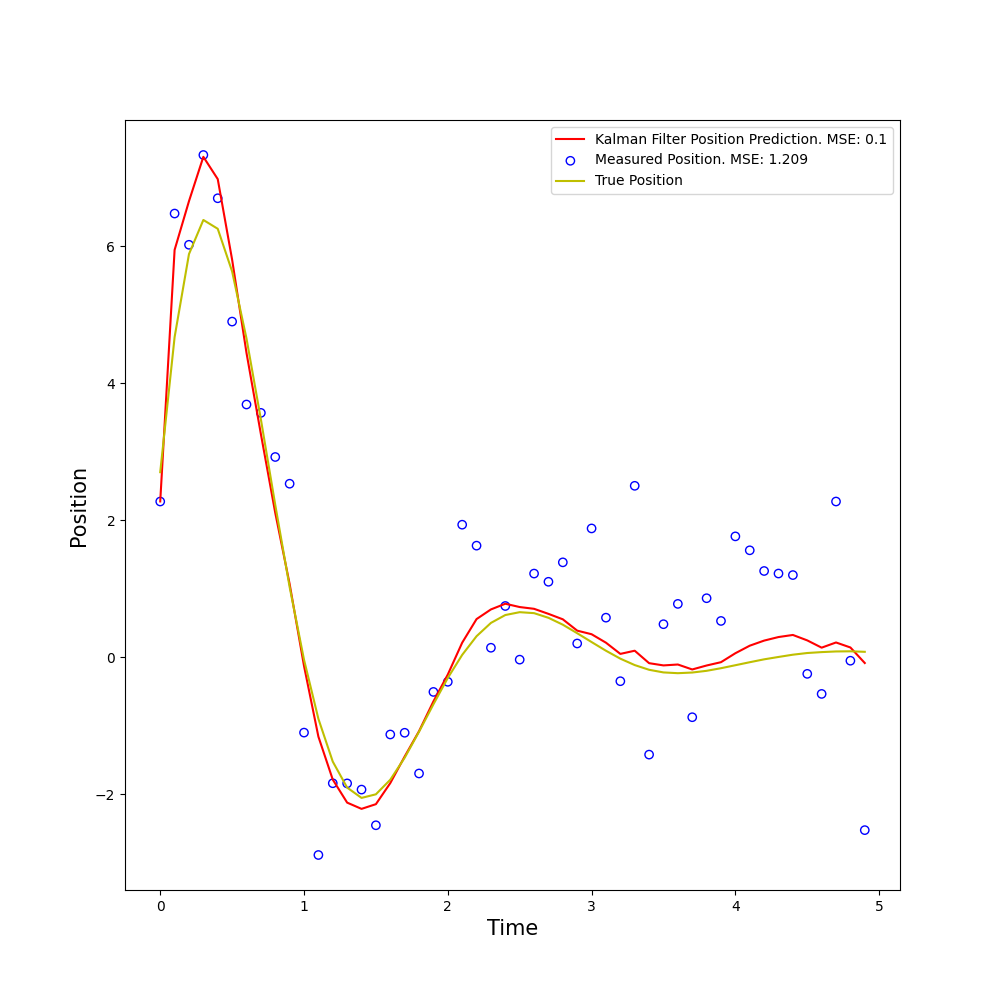 Kalman Filter Position Prediction. MSE: 0.1
Measured Position. MSE: 1.209
True Position
6
4
2
0
−2
Position
0 1 2 3 4 5
Time